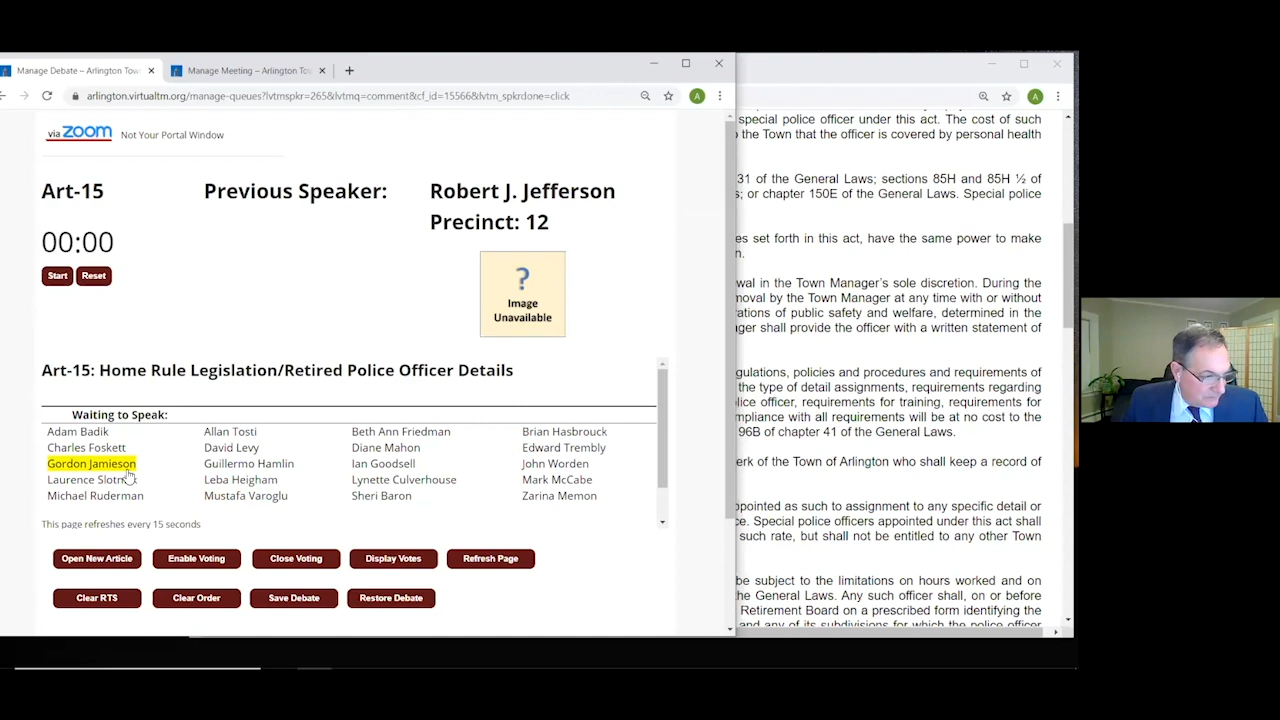 Manage Debate – Arlington Tow
Manage Meeting – Arlington To
arlington.virtualtm.org/manage-queues?lvtmspkr=265&lvtmq=comment&cf_id=15566&lvtm_spkrdone=click
A
A
via zoom Not Your Portal Window
Art-15
Previous Speaker:
Robert J. Jefferson
Precinct: 12
00:00
Start
Reset
?
Image
Unavailable
Art-15: Home Rule Legislation/Retired Police Officer Details
Waiting to Speak:
Adam Badik Allan Tosti Beth Ann Friedman Brian Hasbrouck
Charles Foskett David Levy Diane Mahon Edward Trembly
Gordon Jamieson Guillermo Hamlin Ian Goodsell John Worden
Laurence Slotn Leba Heigham Lynette Culverhouse Mark McCabe
Michael Ruderman Mustafa Varoglu Sheri Baron Zarina Memon
This page refreshes every 15 seconds
Open New Article Enable Voting Close Voting Display Votes Refresh Page
Clear RTS Clear Order Save Debate Restore Debate
special police officer under this act. The cost of such
the Town that the officer is covered by personal health
31 of the General Laws; sections 85H and 85H ½ of
; or chapter 150E of the General Laws. Special police
es set forth in this act, have the same power to make
n.
wal in the Town Manager's sole discretion. During the
moval by the Town Manager at any time with or without
rations of public safety and welfare, determined in the
ger shall provide the officer with a written statement of
egulations, policies and procedures and requirements of
the type of detail assignments, requirements regarding
lice officer, requirements for training, requirements for
mpliance with all requirements will be at no cost to the
96B of chapter 41 of the General Laws.
erk of the Town of Arlington who shall keep a record of
ppointed as such to assignment to any specific detail or
ce. Special police officers appointed under this act shall
such rate, but shall not be entitled to any other Town
be subject to the limitations on hours worked and on
he General Laws. Any such officer shall, on or before
Retirement Board on a prescribed form identifying the
and any of its subdivisions for which the police officer